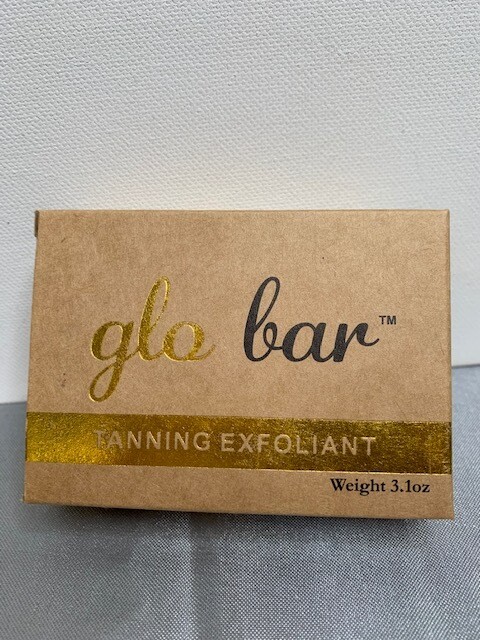 glo bar™
TANNING EXFOLIANT
Weight 3.1oz